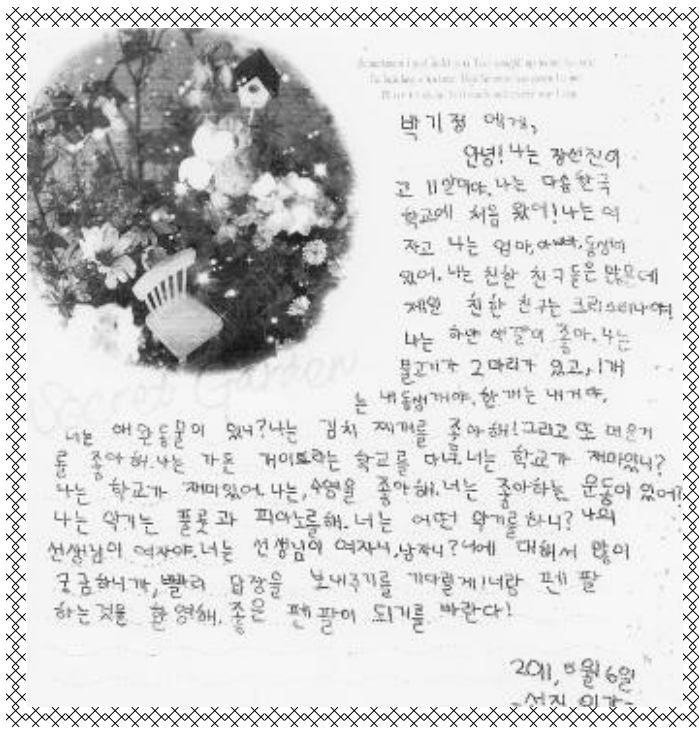 박기정 에게,
안녕! 나는 장선진이
고 11살이야. 나는 다솜한국
학교에 처음 왔어! 나는 여
자고 나는 엄마, 아빠, 동생이
있어. 나는 친한 친구들은 많은데
제일 친한 친구는 크리스티나야!
나는 하얀 색깔이 좋아. 나는
물고기가 2마리가 있고, 1개
는 내 동생 거야. 한 개는 내 거야.
너는 애완동물이 있니? 나는 김치 찌개를 좋아해! 그리고 또 매운거
를 좋아해. 나는 가는 학교를 다녀. 너는 학교가 재미있니?
나는 학교가 재미있어. 나는, 수영을 좋아해. 너는 좋아하는 운동이 있어?
나는 악기는 플룻과 피아노를해. 너는 어떤 악기를 하니? 나의
선생님이 여자야. 너는 선생님이 여자니, 남자니? 너에 대해서 많이
궁금하니까, 빨리 답장을 보내주기를 기다릴게! 너랑 펜팔
하는것을 환영해. 좋은 펜팔이 되기를 바란다!
Secret Garden
2011, 월 6일